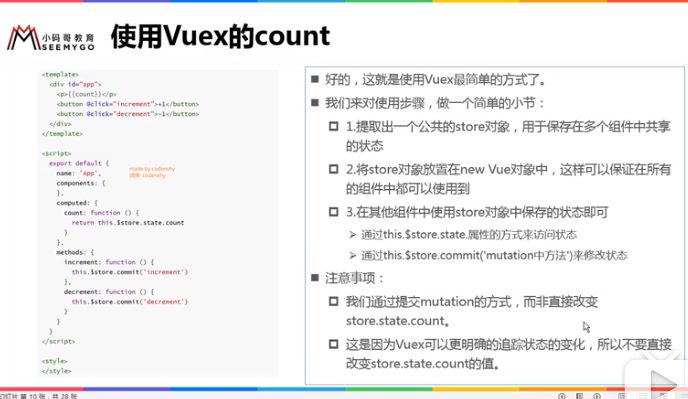 小码哥教育
SEEMYGO
使用Vuex的count
<template>
<div id="app">
<p>{{count}}</p>
<button @click="increment">+1</button>
<button @click="decrement">-1</button>
</div>
</template>
<script>
export default {
name: 'App',
components: {
},
computed: {
count: function () {
return this.$store.state.count
}
},
methods: {
increment: function () {
this.$store.commit('increment')
},
decrement: function () {
this.$store.commit('decrement')
}
}
}
</script>
<style>
</style>
made by coderwhy
微博: coderwhy
好的，这就是使用Vuex最简单的方式了。
我们来对使用步骤，做一个简单的小节：
1.提取出一个公共的store对象，用于保存在多个组件中共享
的状态
2.将store对象放置在new Vue对象中，这样可以保证在所有
的组件中都可以使用到
3.在其他组件中使用store对象中保存的状态即可
通过this.$store.state.属性的方式来访问状态
通过this.$store.commit('mutation中方法')来修改状态
注意事项：
我们通过提交mutation的方式，而非直接改变
store.state.count。
这是因为Vuex可以更明确的追踪状态的变化，所以不要直接
改变store.state.count的值。
幻灯片 第 10 张，共 28 张